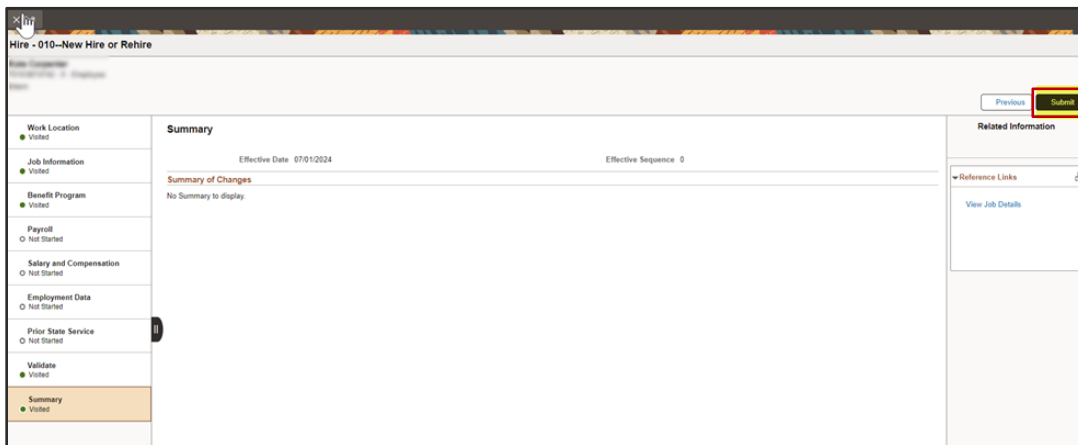 Hire - 010--New Hire or Rehire
Previous
Submit
Work Location
Visited
Job Information
Visited
Benefit Program
Visited
Payroll
Not Started
Salary and Compensation
Not Started
Employment Data
Not Started
Prior State Service
Not Started
Validate
Visited
Summary
Visited
Summary
Effective Date 07/01/2024 Effective Sequence 0
Summary of Changes
No Summary to display.
Related Information
Reference Links
View Job Details